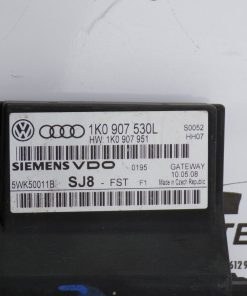 1K0 907 530L
S0052
HW: 1K0 907 951
HH07
SIEMENS VDO
0195
GATEWAY
10.05.08
5WK50011B
SJ8 - FST F1
Made in Czech Republic